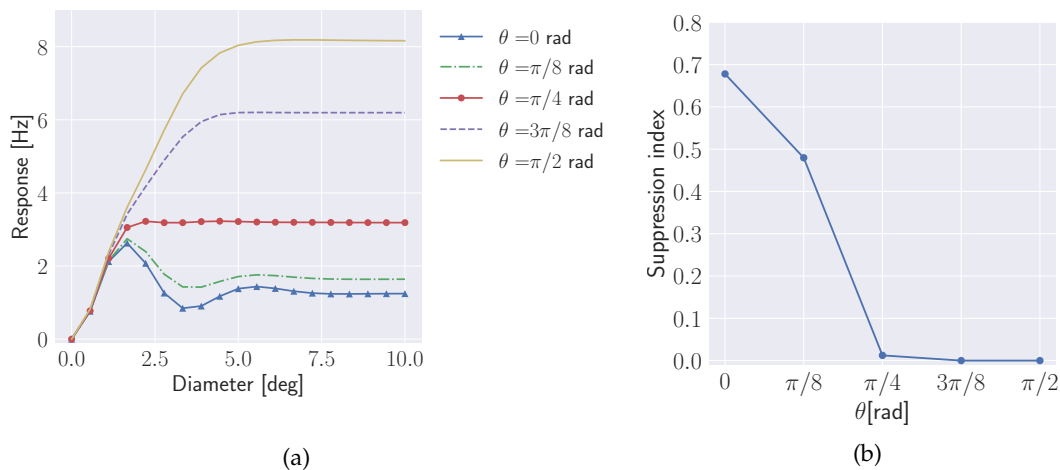 8
6
4
2
0
Response [Hz]
0.0 2.5 5.0 7.5 10.0
Diameter [deg]
θ =0 rad
θ =π/8 rad
θ =π/4 rad
θ =3π/8 rad
θ =π/2 rad
(a)
0.8
0.7
0.6
0.5
0.4
0.3
0.2
0.1
0.0
Suppression index
0 π/8 π/4 3π/8 π/2
θ[rad]
(b)